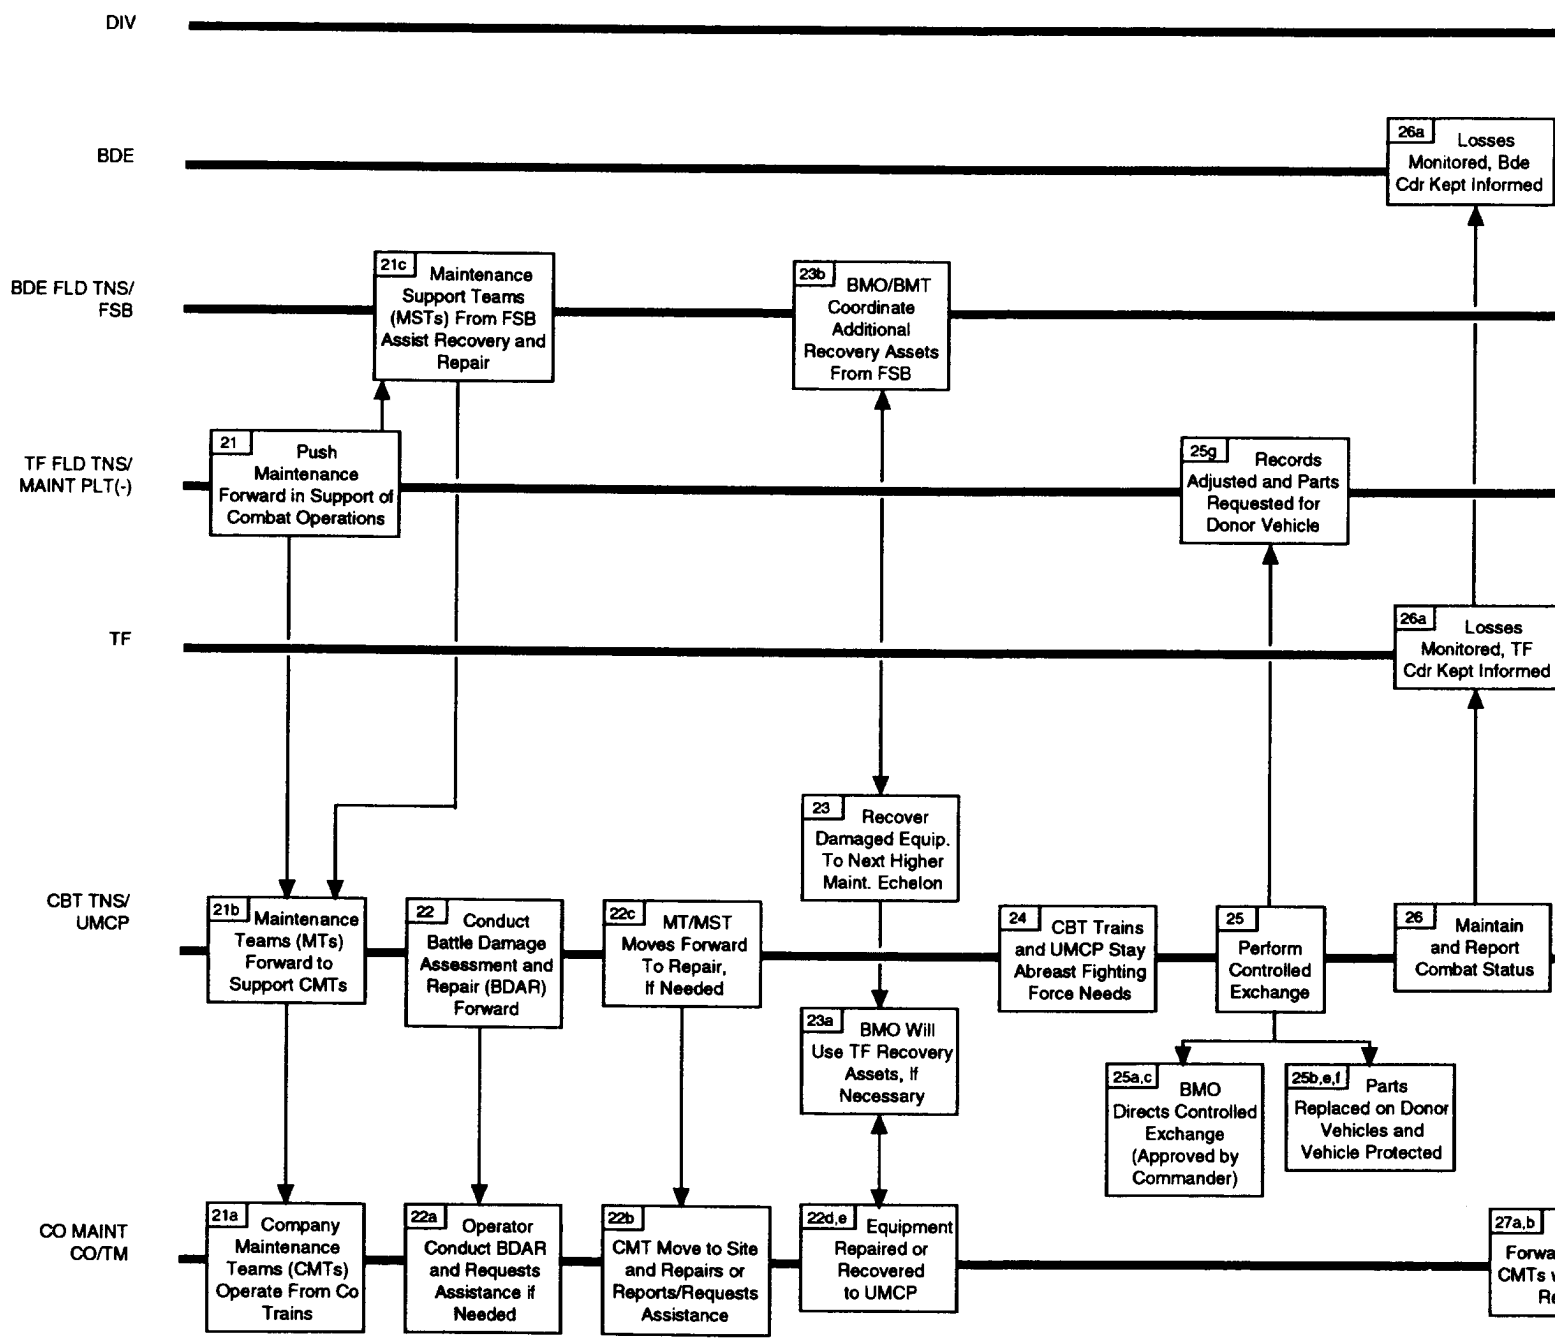 DIV
BDE
26a
Losses
Monitored, Bde
Cdr Kept Informed
BDE FLD TNS/
FSB
21c
Maintenance
Support Teams
(MSTs) From FSB
Assist Recovery and
Repair
23b
BMO/BMT
Coordinate
Additional
Recovery Assets
From FSB
TF FLD TNS/
MAINT PLT(-)
21
Push
Maintenance
Forward in Support of
Combat Operations
25g
Records
Adjusted and Parts
Requested for
Donor Vehicle
TF
26a
Losses
Monitored, TF
Cdr Kept Informed
23
Recover
Damaged Equip.
To Next Higher
Maint. Echelon
CBT TNS/
UMCP
21b
Maintenance
Teams (MTs)
Forward to
Support CMTs
22
Conduct
Battle Damage
Assessment and
Repair (BDAR)
Forward
22c
MT/MST
Moves Forward
To Repair,
If Needed
24
CBT Trains
and UMCP Stay
Abreast Fighting
Force Needs
25
Perform
Controlled
Exchange
26
Maintain
and Report
Combat Status
23a
BMO Will
Use TF Recovery
Assets, If
Necessary
25a,c
BMO
Directs Controlled
Exchange
(Approved by
Commander)
25b,e,f
Parts
Replaced on Donor
Vehicles and
Vehicle Protected
CO MAINT
CO/TM
21a
Company
Maintenance
Teams (CMTs)
Operate From Co
Trains
22a
Operator
Conduct BDAR
and Requests
Assistance if
Needed
22b
CMT Move to Site
and Repairs or
Reports/Requests
Assistance
22d,e
Equipment
Repaired or
Recovered
to UMCP
27a,b
CMTs